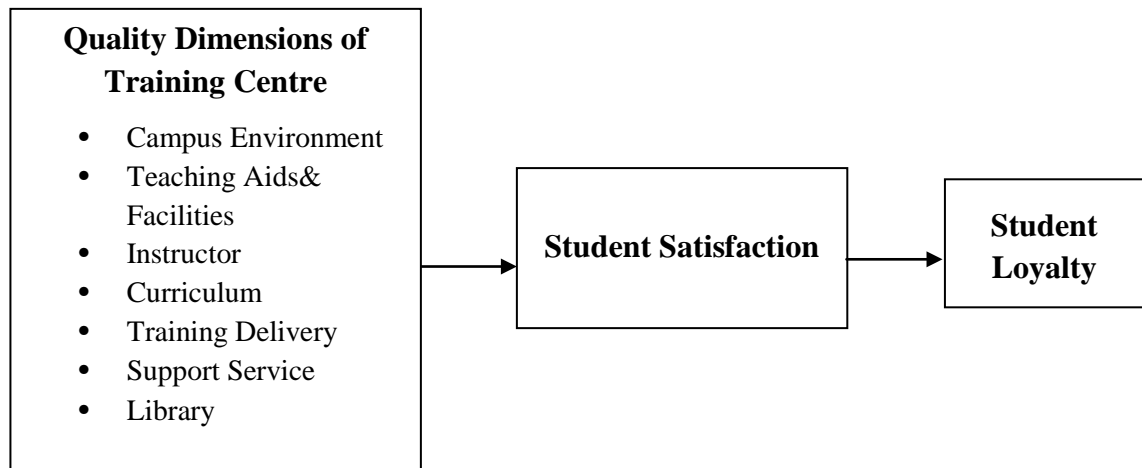 Quality Dimensions of
Training Centre
• Campus Environment
• Teaching Aids&
Facilities
• Instructor
• Curriculum
• Training Delivery
• Support Service
• Library
Student Satisfaction
Student
Loyalty